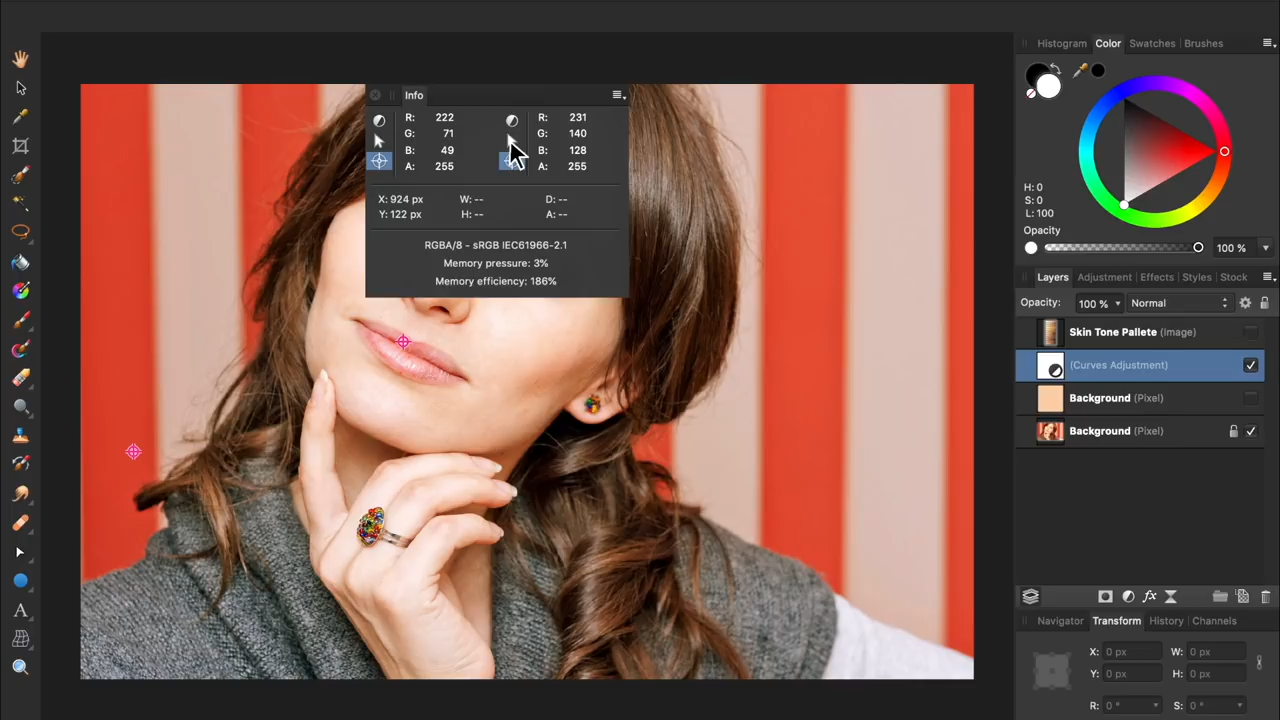 Histogram Color Swatches Brushes
Info
R: 222 R: 231
G: 71 G: 140
B: 49 B: 128
A: 255 A: 255
X: 924 px W: -- D: --
Y: 122 px H: -- A: --
RGBA/8 - sRGB IEC61966-2.1
Memory pressure: 3%
Memory efficiency: 186%
H: 0
S: 0
L: 100
Opacity
100 %
Layers Adjustment Effects Styles Stock
Opacity: 100 % Normal
Skin Tone Pallete (Image)
(Curves Adjustment)
Background (Pixel)
Background (Pixel)
fx
Navigator Transform History Channels
X: 0 px W: 0 px
Y: 0 px H: 0 px
R: 0 ° S: 0 °
A